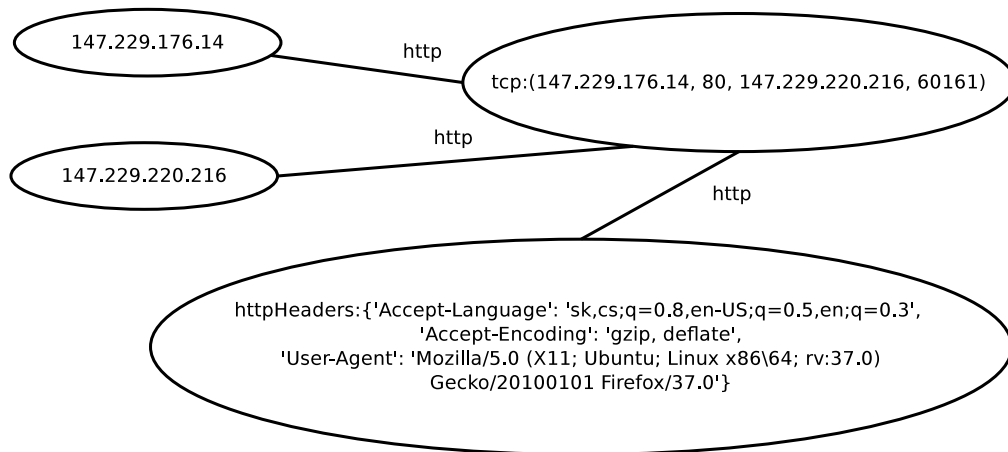 147.229.176.14
http
tcp:(147.229.176.14, 80, 147.229.220.216, 60161)
http
147.229.220.216
http
httpHeaders:{'Accept-Language': 'sk,cs;q=0.8,en-US;q=0.5,en;q=0.3',
'Accept-Encoding': 'gzip, deflate',
'User-Agent': 'Mozilla/5.0 (X11; Ubuntu; Linux x86\64; rv:37.0)
Gecko/20100101 Firefox/37.0'}